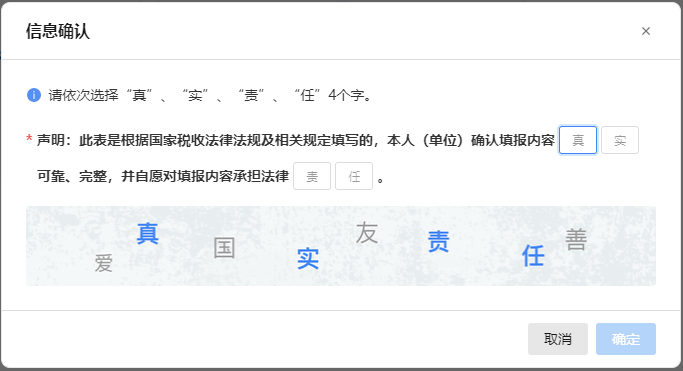 信息确认
请依次选择“真”、“实”、“责”、“任”4个字。
* 声明：此表是根据国家税收法律法规及相关规定填写的，本人（单位）确认填报内容 真 实
可靠、完整，并自愿对填报内容承担法律 责 任 。
爱 真 国 实 友 责 任 善
取消 确定